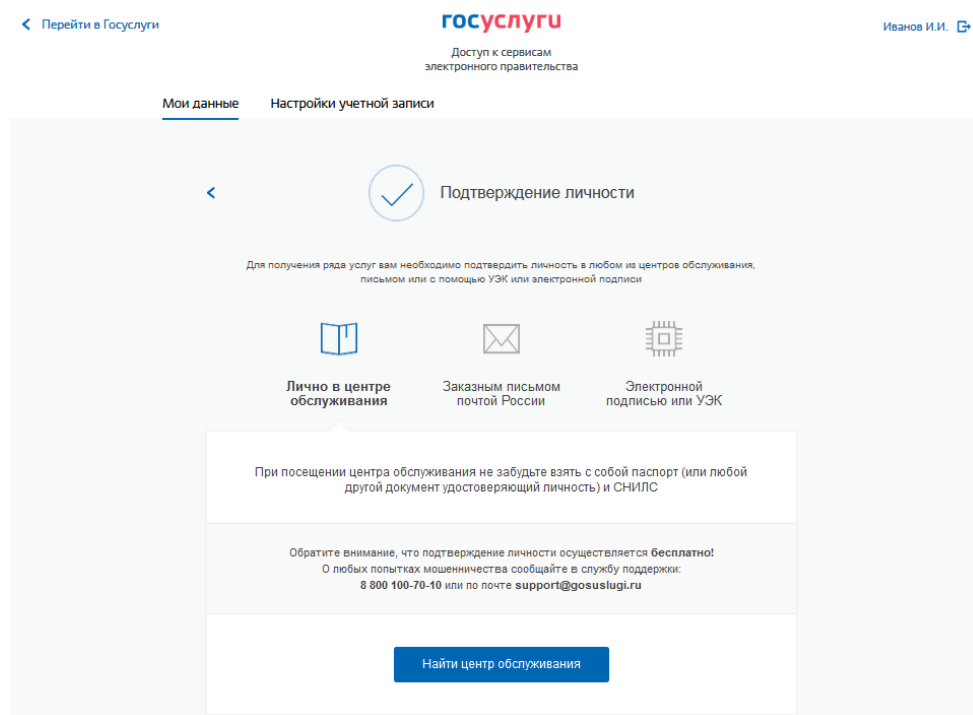 Перейти в Госуслуги
госуслуги
Иванов И.И.
Доступ к сервисам
электронного правительства
Мои данные
Настройки учетной записи
Подтверждение личности
Для получения ряда услуг вам необходимо подтвердить личность в любом из центров обслуживания,
письмом или с помощью УЭК или электронной подписи
Лично в центре
обслуживания
Заказным письмом
почтой России
Электронной
подписью или УЭК
При посещении центра обслуживания не забудьте взять с собой паспорт (или любой
другой документ удостоверяющий личность) и СНИЛС
Обратите внимание, что подтверждение личности осуществляется бесплатно!
О любых попытках мошенничества сообщайте в службу поддержки:
8 800 100-70-10 или по почте support@gosuslugi.ru
Найти центр обслуживания